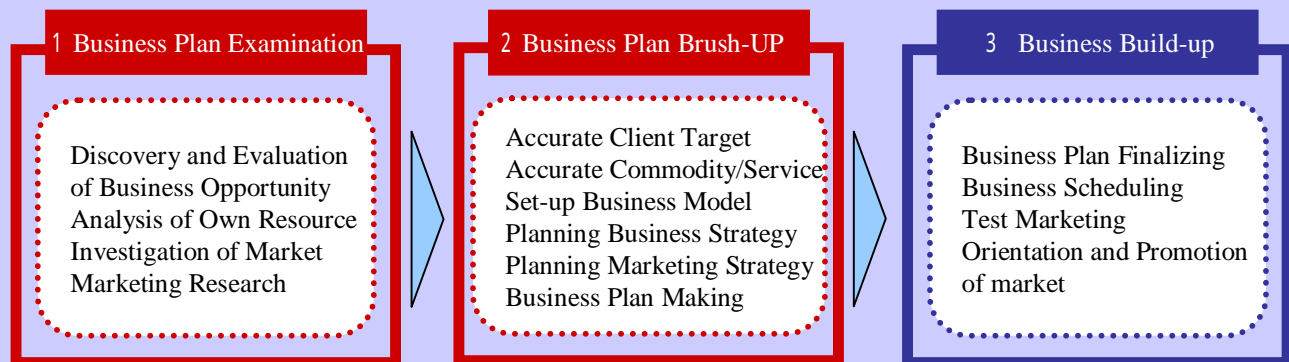 1 Business Plan Examination
Discovery and Evaluation
of Business Opportunity
Analysis of Own Resource
Investigation of Market
Marketing Research
2 Business Plan Brush-UP
Accurate Client Target
Accurate Commodity/Service
Set-up Business Model
Planning Business Strategy
Planning Marketing Strategy
Business Plan Making
3 Business Build-up
Business Plan Finalizing
Business Scheduling
Test Marketing
Orientation and Promotion
of market